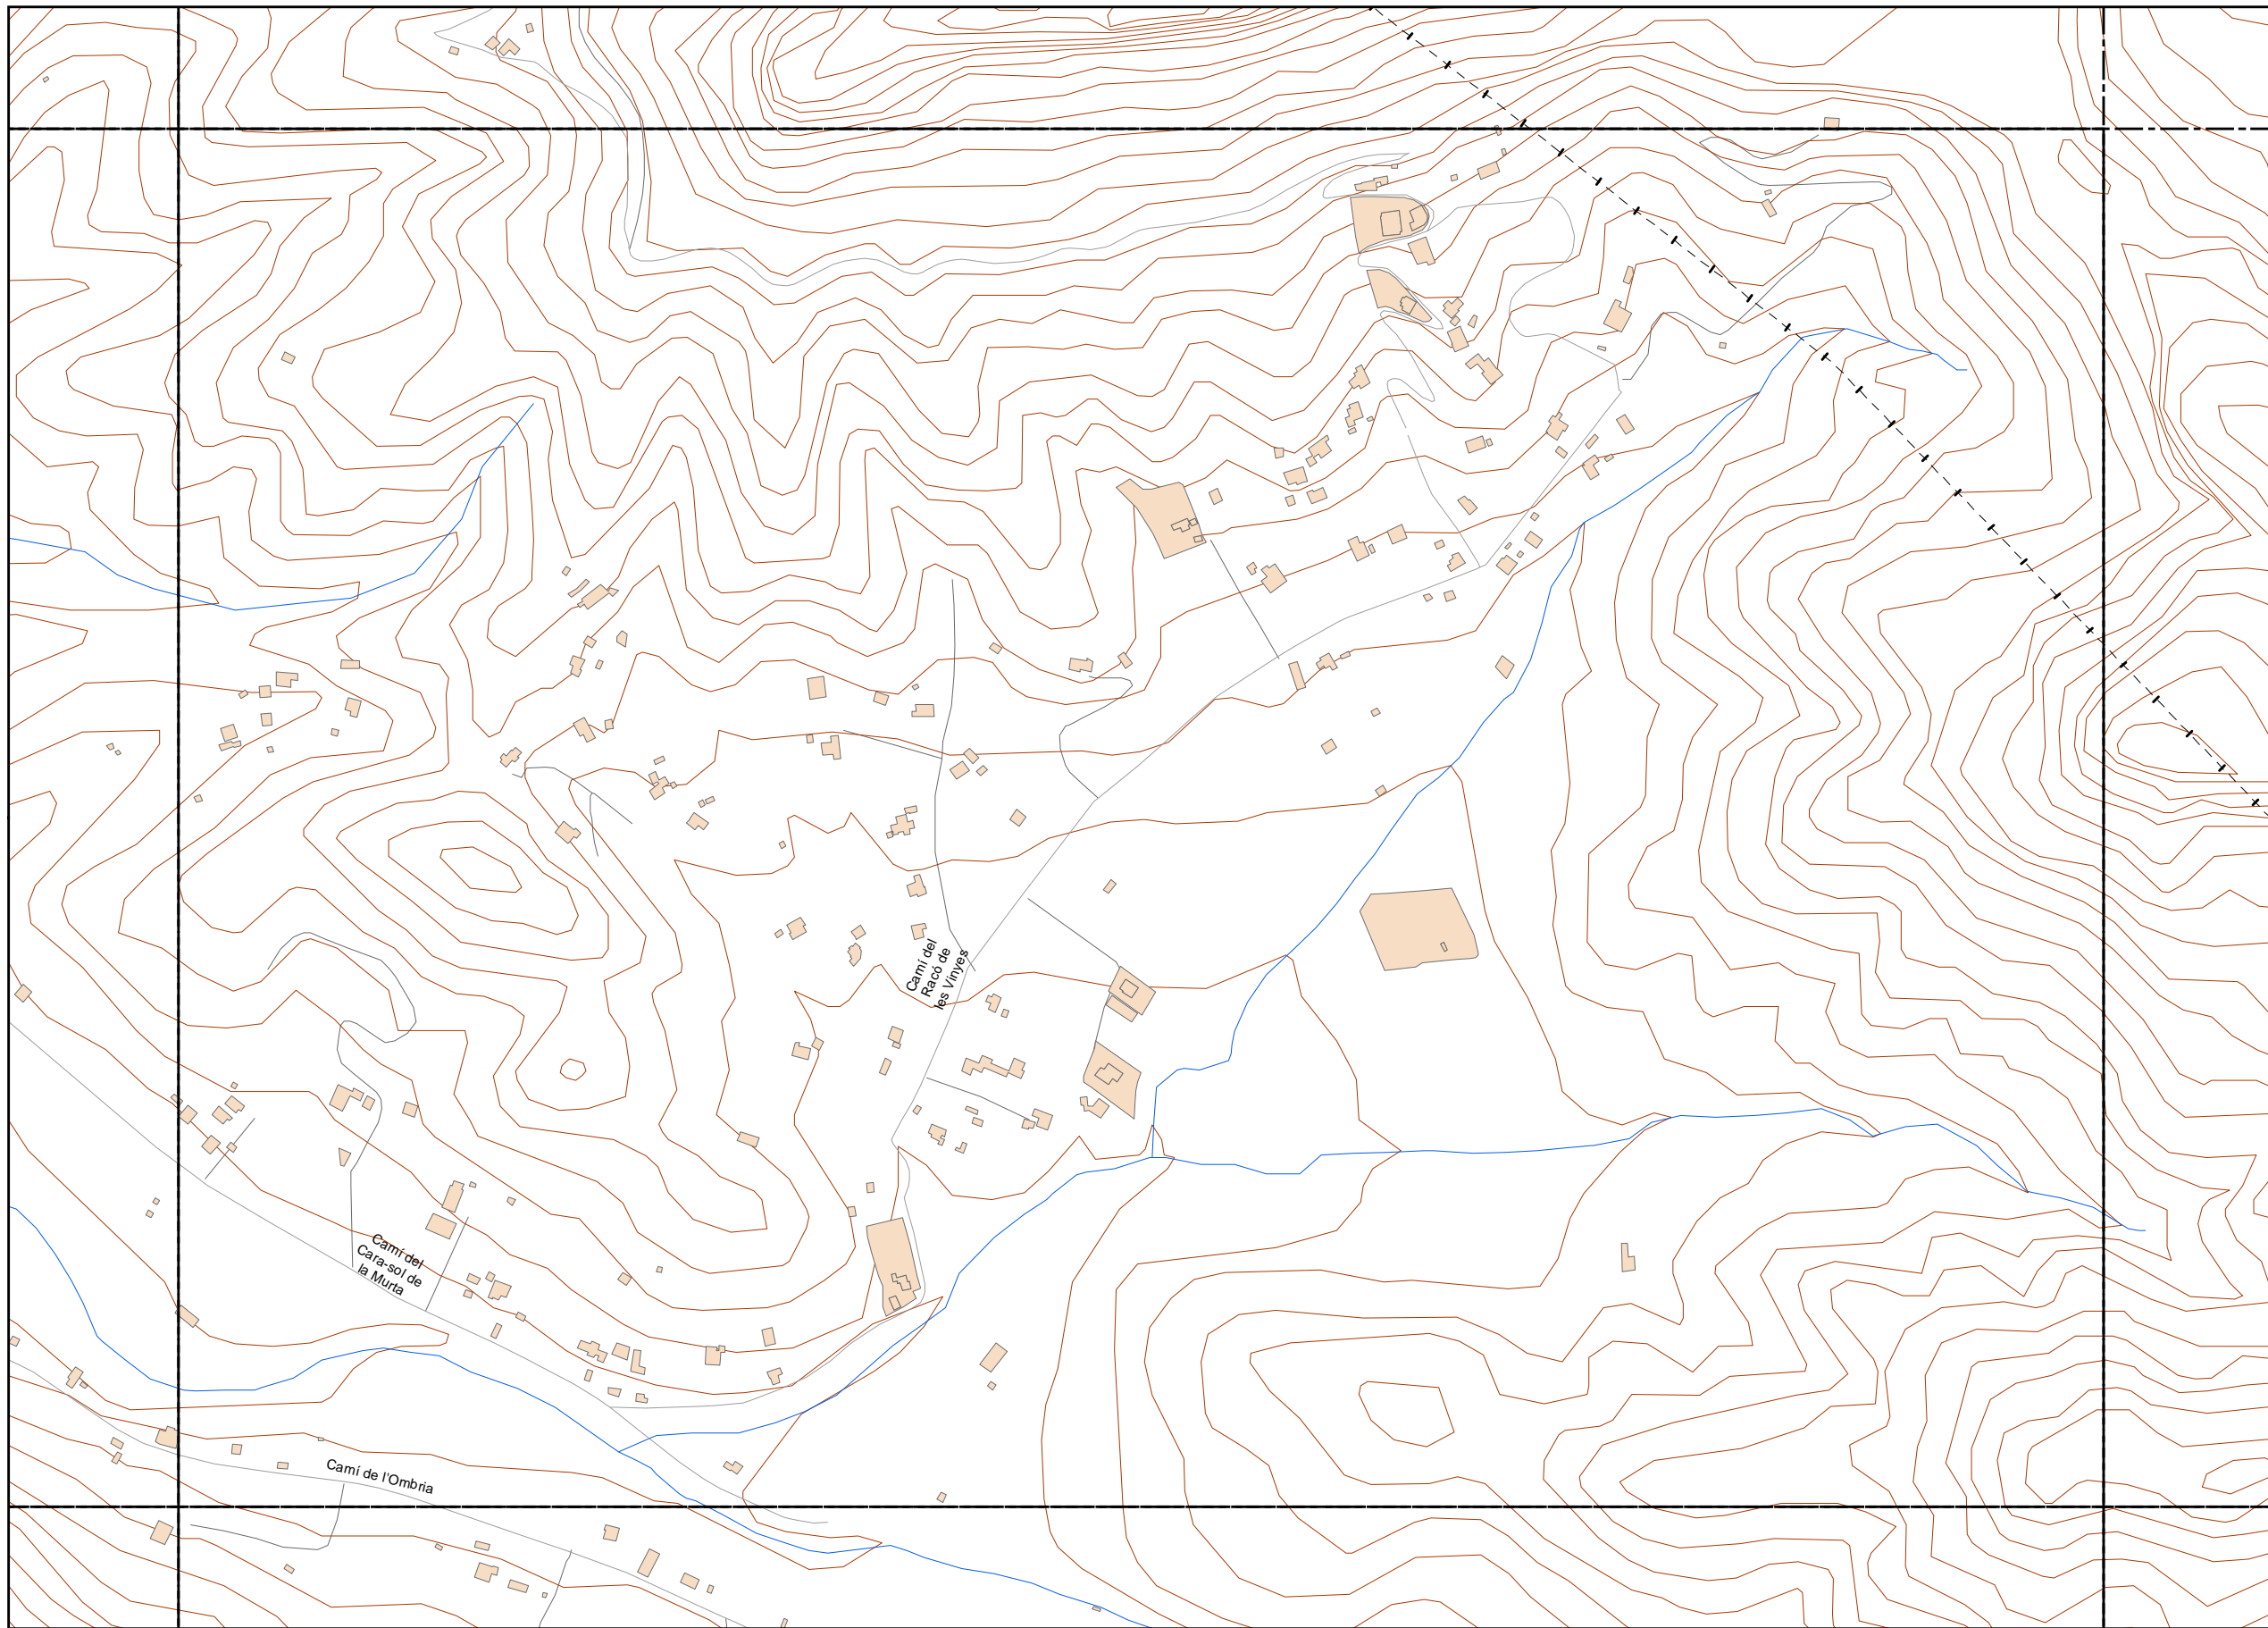 Camí del
Racó de
les Vinyes
Camí del
Cara-sol de
la Murta
Camí de l'Ombria